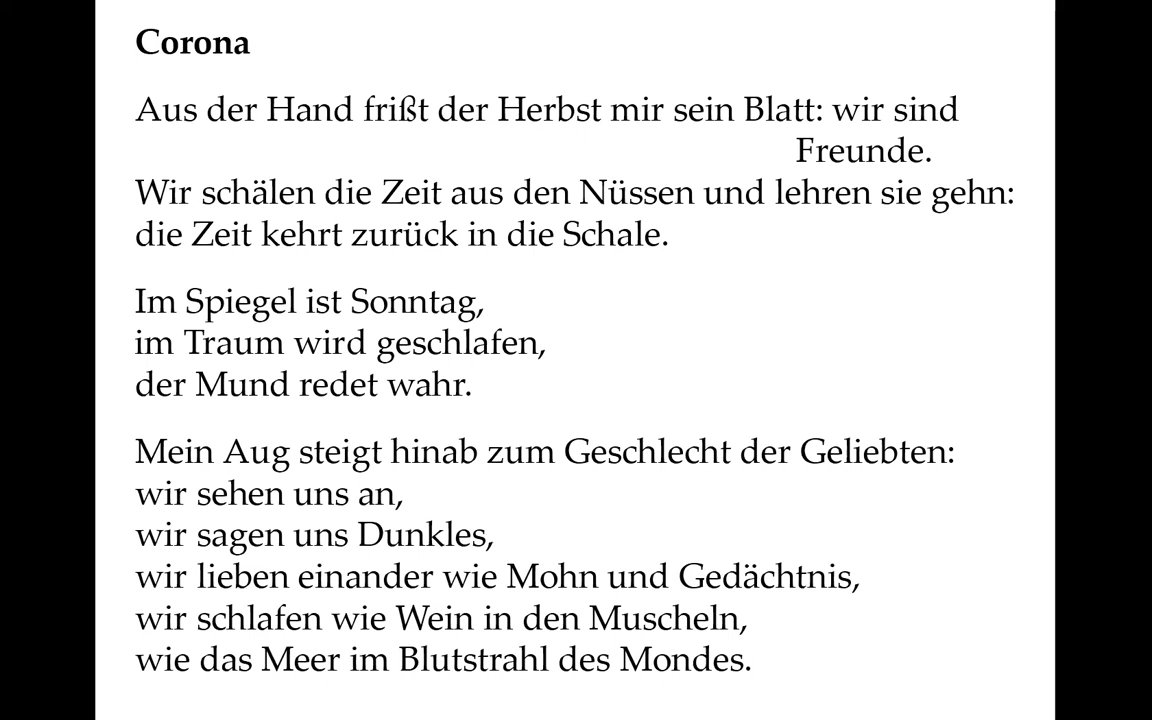 Corona
Aus der Hand frißt der Herbst mir sein Blatt: wir sind
Freunde.
Wir schälen die Zeit aus den Nüssen und lehren sie gehn:
die Zeit kehrt zurück in die Schale.
Im Spiegel ist Sonntag,
im Traum wird geschlafen,
der Mund redet wahr.
Mein Aug steigt hinab zum Geschlecht der Geliebten:
wir sehen uns an,
wir sagen uns Dunkles,
wir lieben einander wie Mohn und Gedächtnis,
wir schlafen wie Wein in den Muscheln,
wie das Meer im Blutstrahl des Mondes.